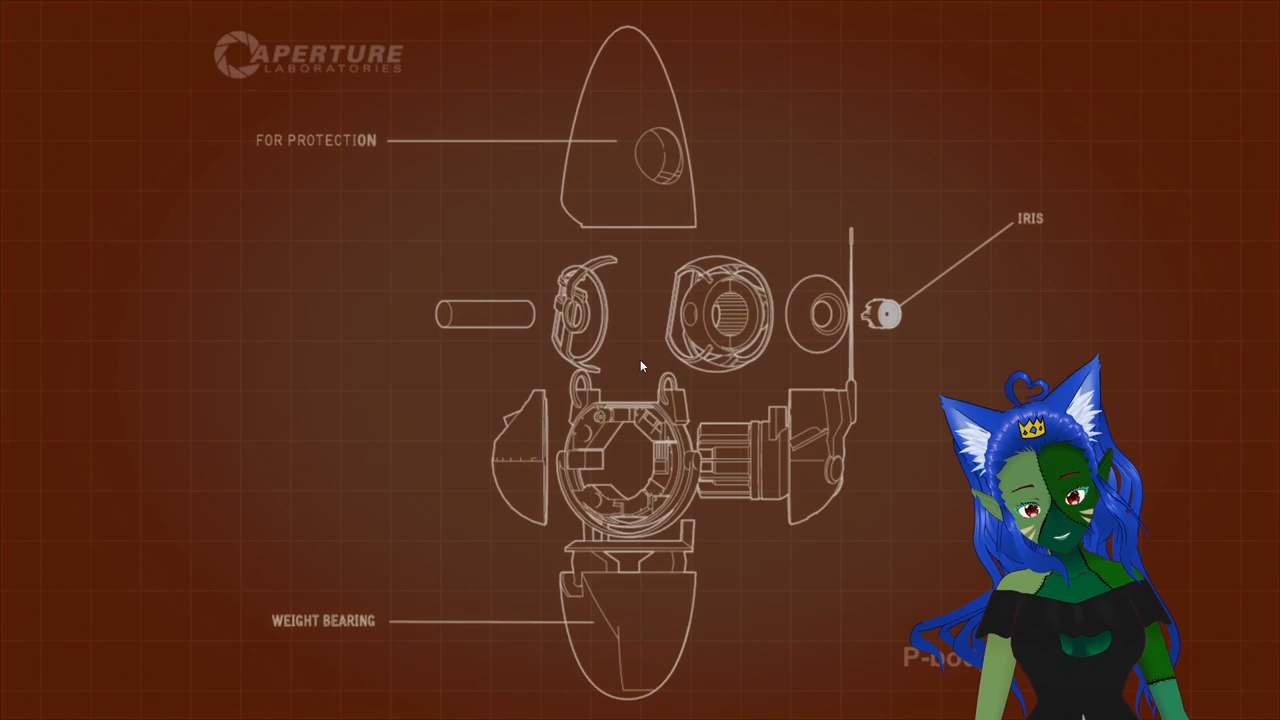 APERTURE
LABORATORIES
FOR PROTECTION
IRIS
WEIGHT BEARING